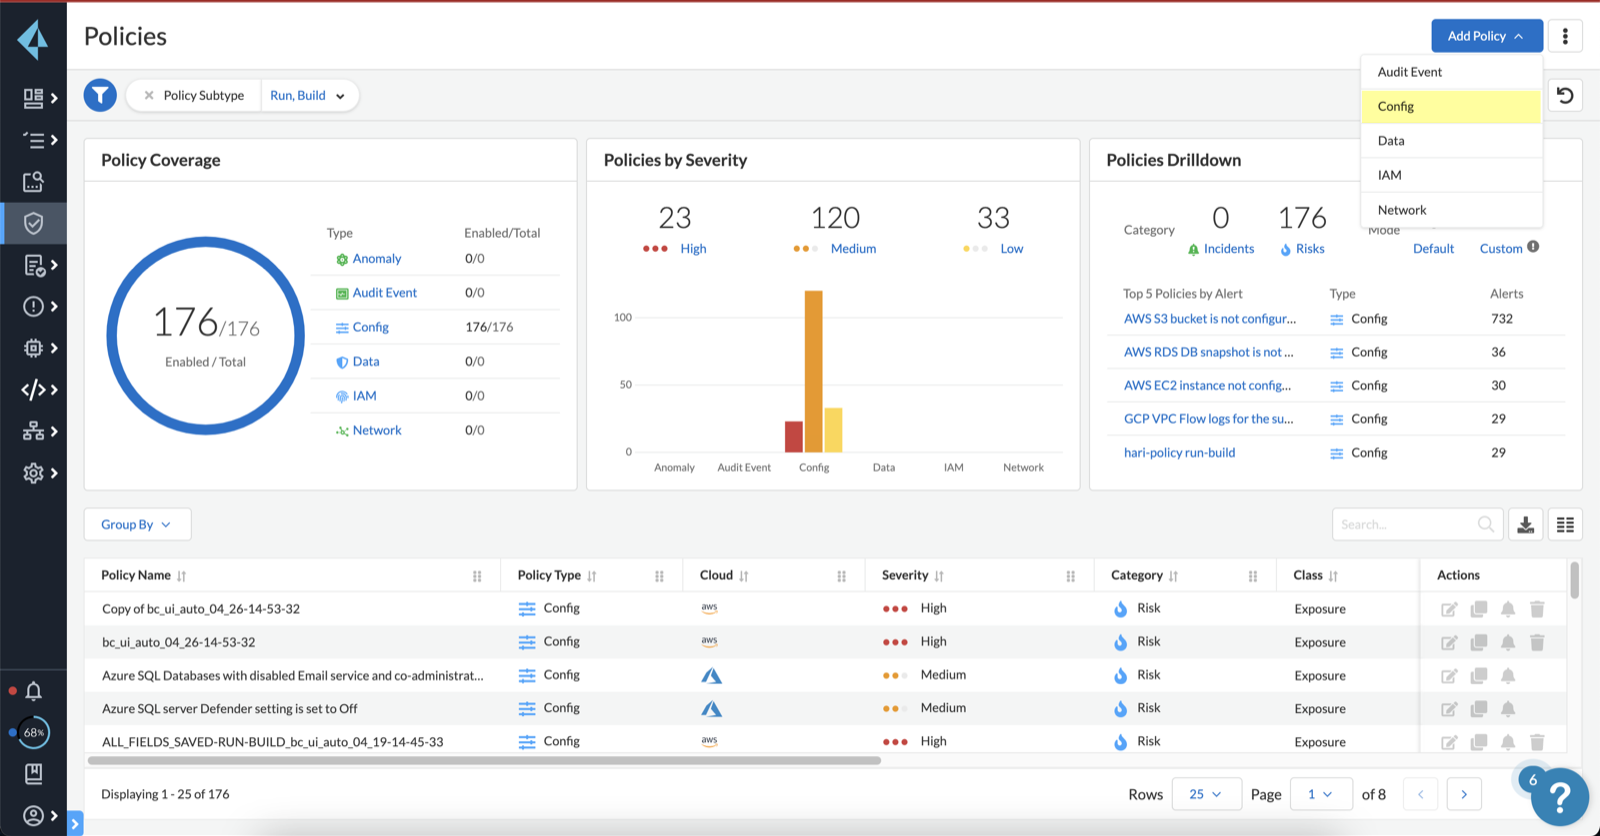 Policies
Add Policy
Audit Event
Config
Data
IAM
Network
Policy Subtype Run, Build
Policy Coverage
176/176
Enabled / Total
Type Enabled/Total
Anomaly 0/0
Audit Event 0/0
Config 176/176
Data 0/0
IAM 0/0
Network 0/0
Policies by Severity
23 120 33
High Medium Low
100
50
0
Anomaly Audit Event Config Data IAM Network
Policies Drilldown
Category 0 176 Mode
Incidents Risks Default Custom
Top 5 Policies by Alert Type Alerts
AWS S3 bucket is not configur... Config 732
AWS RDS DB snapshot is not ... Config 36
AWS EC2 instance not config... Config 30
GCP VPC Flow logs for the su... Config 29
hari-policy run-build Config 29
Group By Search...
Policy Name Policy Type Cloud Severity Category Class Actions
Copy of bc_ui_auto_04_26-14-53-32 Config aws High Risk Exposure
bc_ui_auto_04_26-14-53-32 Config aws High Risk Exposure
Azure SQL Databases with disabled Email service and co-administrat... Config Medium Risk Exposure
Azure SQL server Defender setting is set to Off Config Medium Risk Exposure
ALL_FIELDS_SAVED-RUN-BUILD_bc_ui_auto_04_19-14-45-33 Config aws High Risk Exposure
68%
Displaying 1 - 25 of 176 Rows 25 Page 1 of 8
6
?